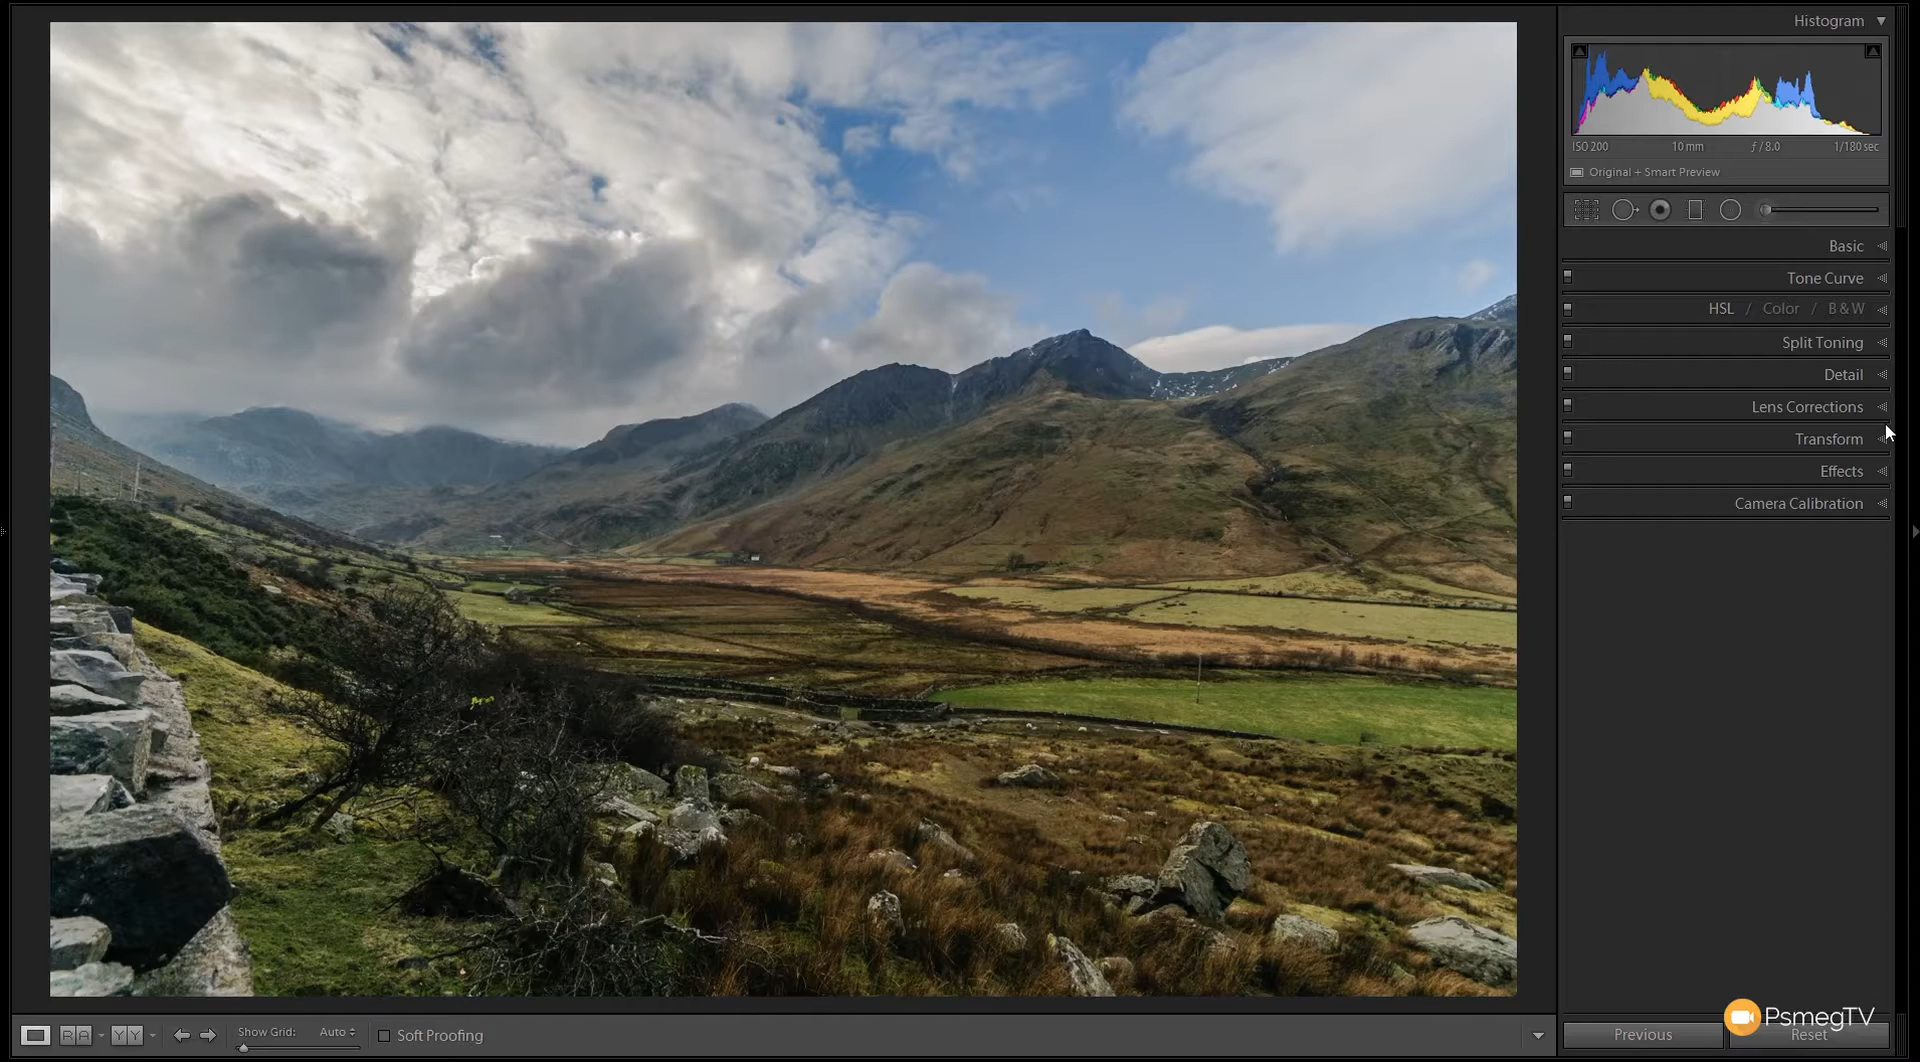 Histogram
ISO 200 10 mm ƒ / 8.0 1/180 sec
Original + Smart Preview
Basic
Tone Curve
HSL / Color / B & W
Split Toning
Detail
Lens Corrections
Transform
Effects
Camera Calibration
PsmegTV
Show Grid: Auto Soft Proofing
R A Y Y
Previous Reset